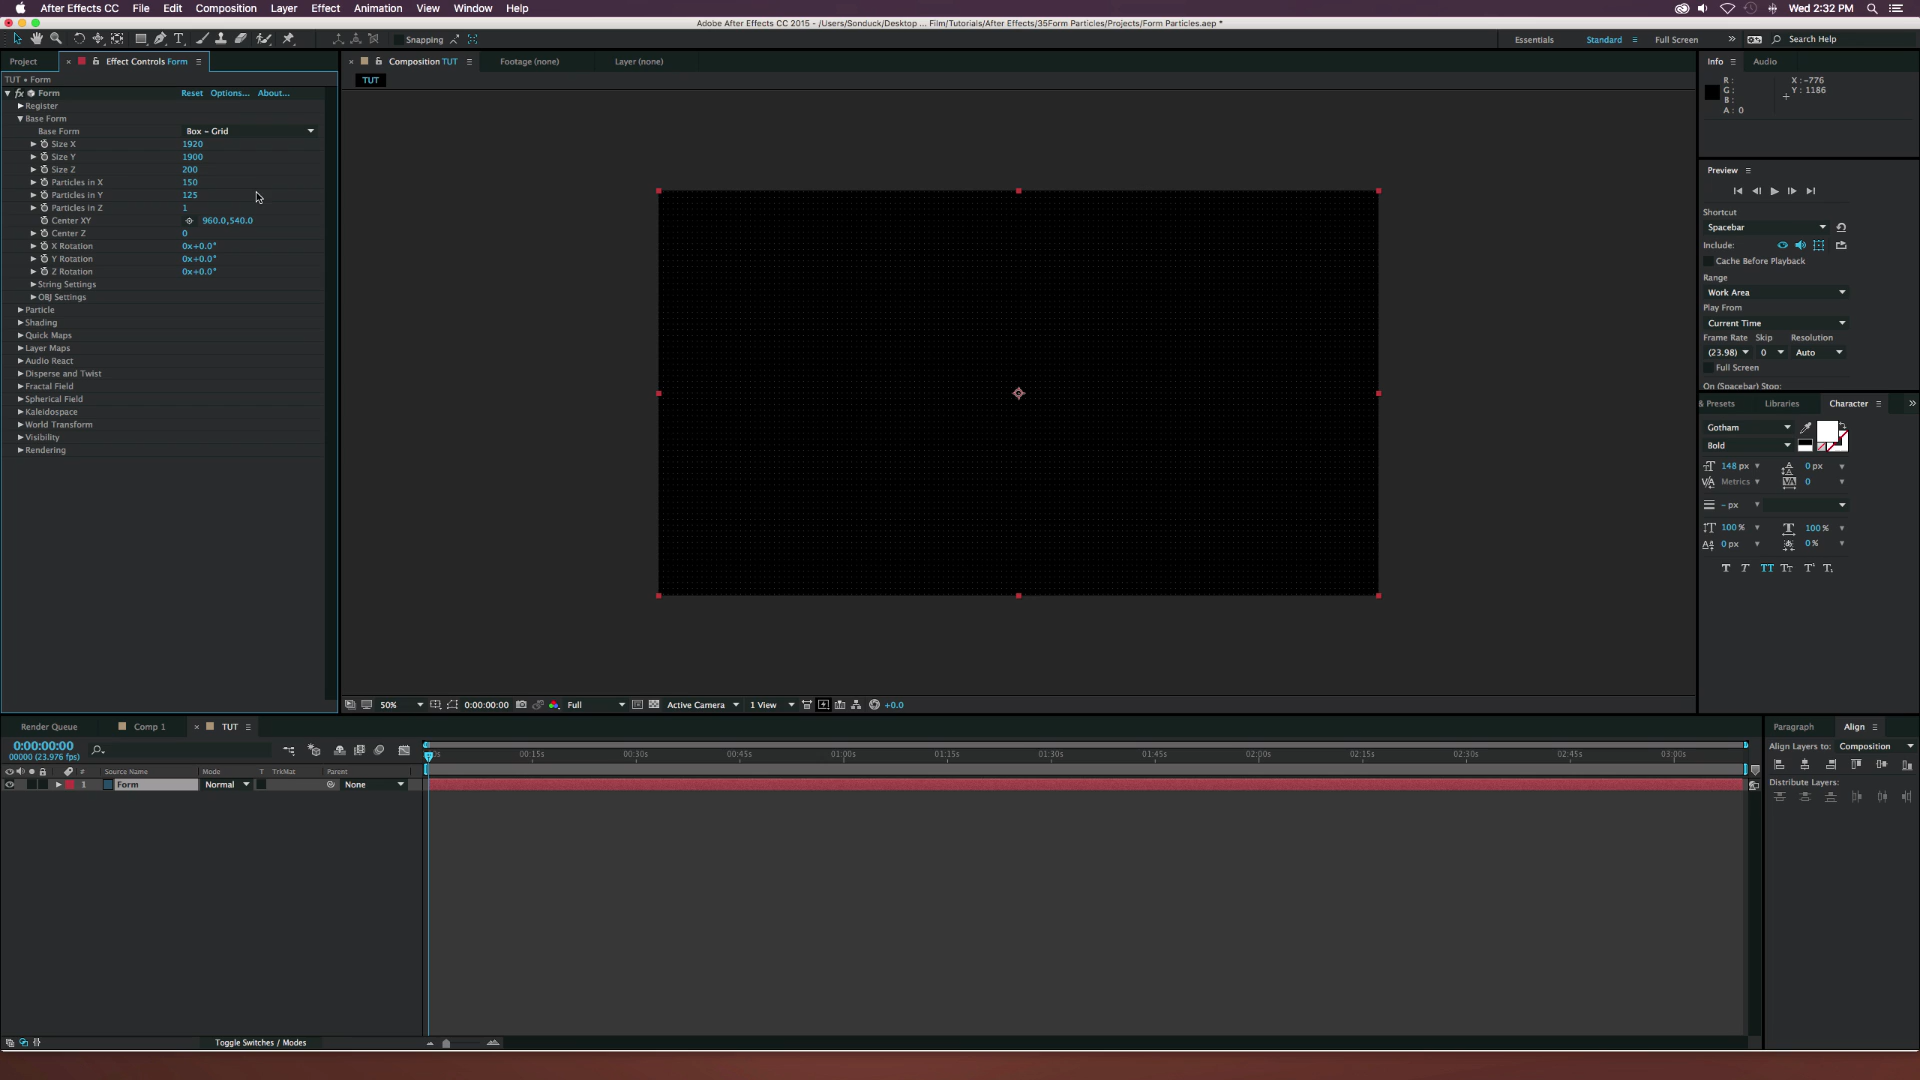 After Effects CC File Edit Composition Layer Effect Animation View Window Help
Wed 2:32 PM
Adobe After Effects CC 2015 - /Users/Sonduck/Desktop ... Film/Tutorials/After Effects/35Form Particles/Projects/Form Particles.aep *
Snapping
Essentials Standard Full Screen Search Help
Project Effect Controls Form
Composition TUT Footage (none) Layer (none)
Info Audio
TUT • Form
TUT
R : G : B : A : 0
X : -776
Y : 1186
fx Form Reset Options... About...
Register
Base Form
Base Form Box - Grid
Size X 1920
Size Y 1900
Size Z 200
Particles in X 150
Particles in Y 125
Particles in Z 1
Center XY 960.0,540.0
Center Z 0
X Rotation 0x+0.0°
Y Rotation 0x+0.0°
Z Rotation 0x+0.0°
String Settings
OBJ Settings
Particle
Shading
Quick Maps
Layer Maps
Audio React
Disperse and Twist
Fractal Field
Spherical Field
Kaleidospace
World Transform
Visibility
Rendering
Preview
Shortcut
Spacebar
Include:
Cache Before Playback
Range
Work Area
Play From
Current Time
Frame Rate Skip Resolution
(23.98) 0 Auto
Full Screen
On (Spacebar) Stop:
& Presets Libraries Character
Gotham
Bold
148 px 0 px
Metrics 0
- px
100 % 100 %
0 px 0 %
T T TT Tt T¹ T₁
50% 0:00:00:00 Full Active Camera 1 View +0.0
Render Queue Comp 1 TUT
0:00:00:00
00000 (23.976 fps)
00:15s 00:30s 00:45s 01:00s 01:15s 01:30s 01:45s 02:00s 02:15s 02:30s 02:45s 03:00s
# Source Name Mode T TrkMat Parent
1 Form Normal None
Toggle Switches / Modes
Paragraph Align
Align Layers to: Composition
Distribute Layers: